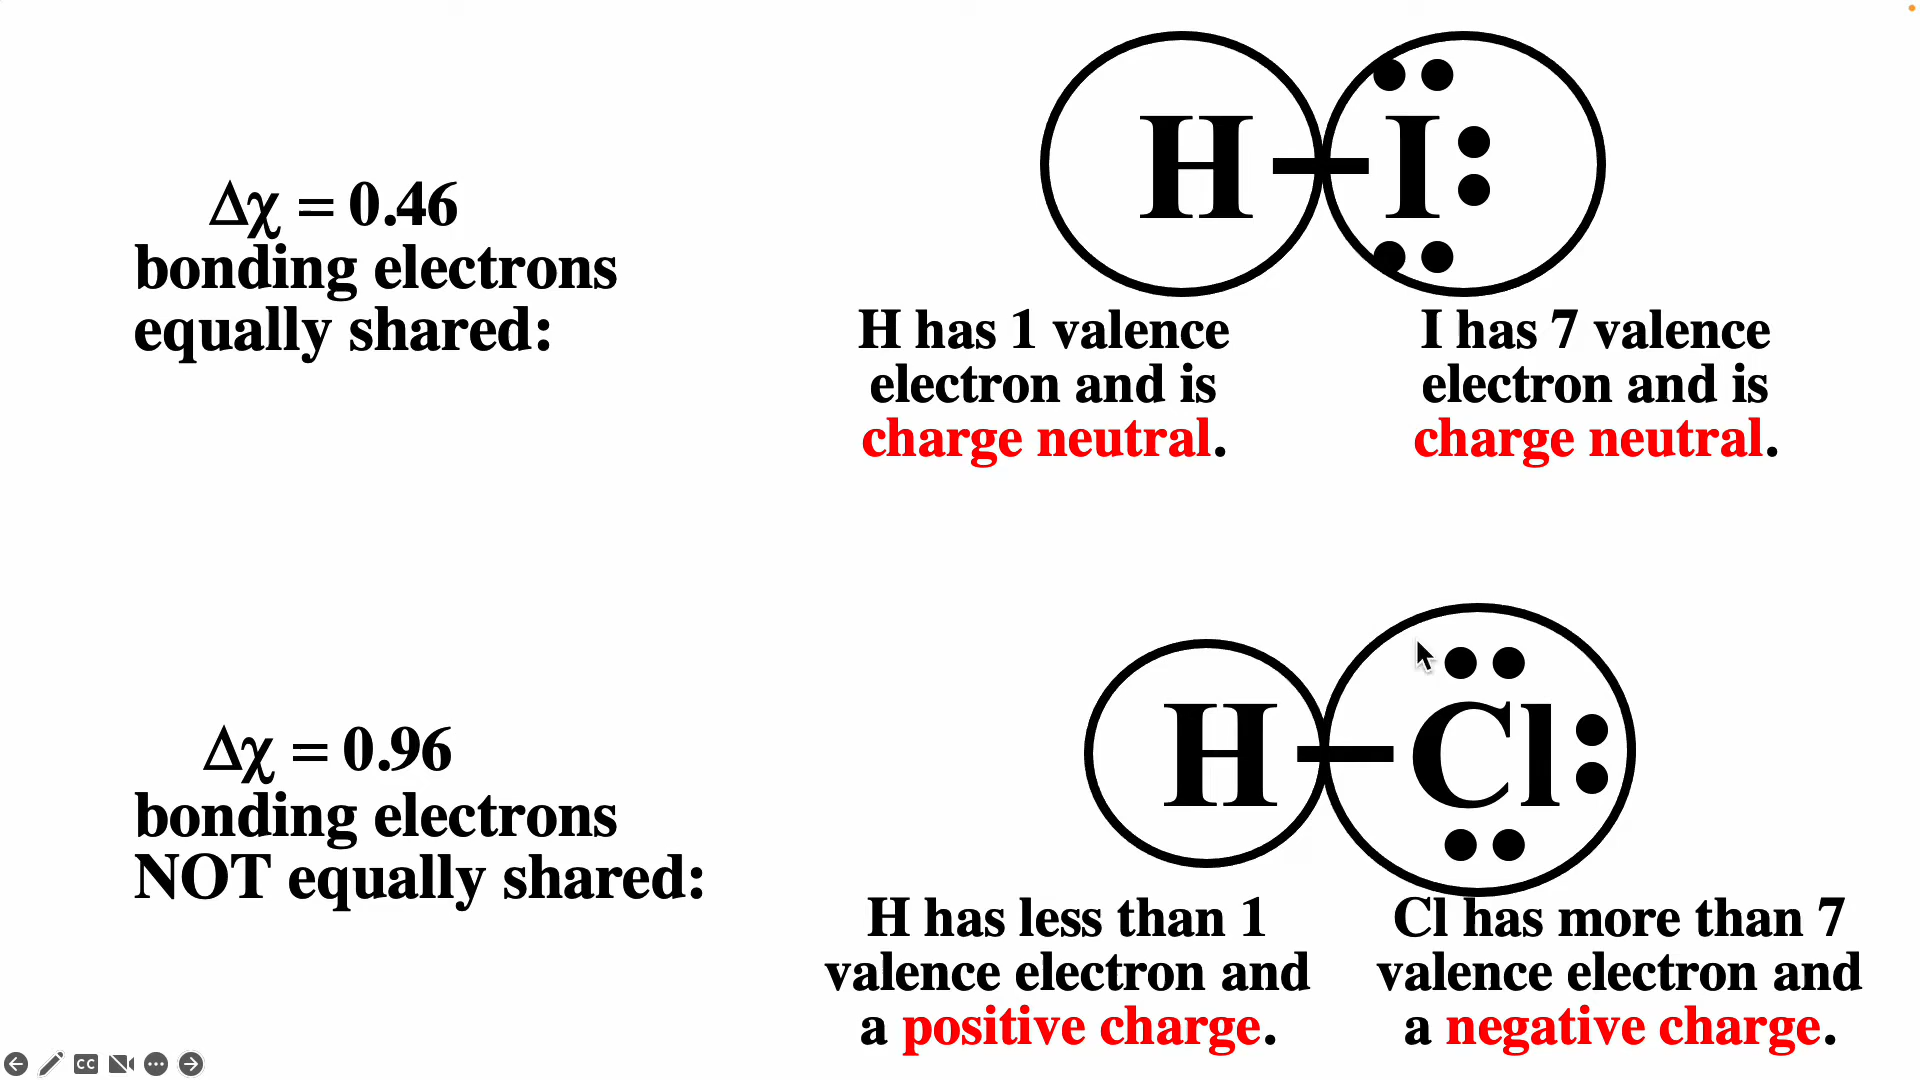 Δχ = 0.46
bonding electrons
equally shared:
H – I
H has 1 valence
electron and is
charge neutral.
I has 7 valence
electron and is
charge neutral.
Δχ = 0.96
bonding electrons
NOT equally shared:
H – Cl
H has less than 1
valence electron and
a positive charge.
Cl has more than 7
valence electron and
a negative charge.
CC